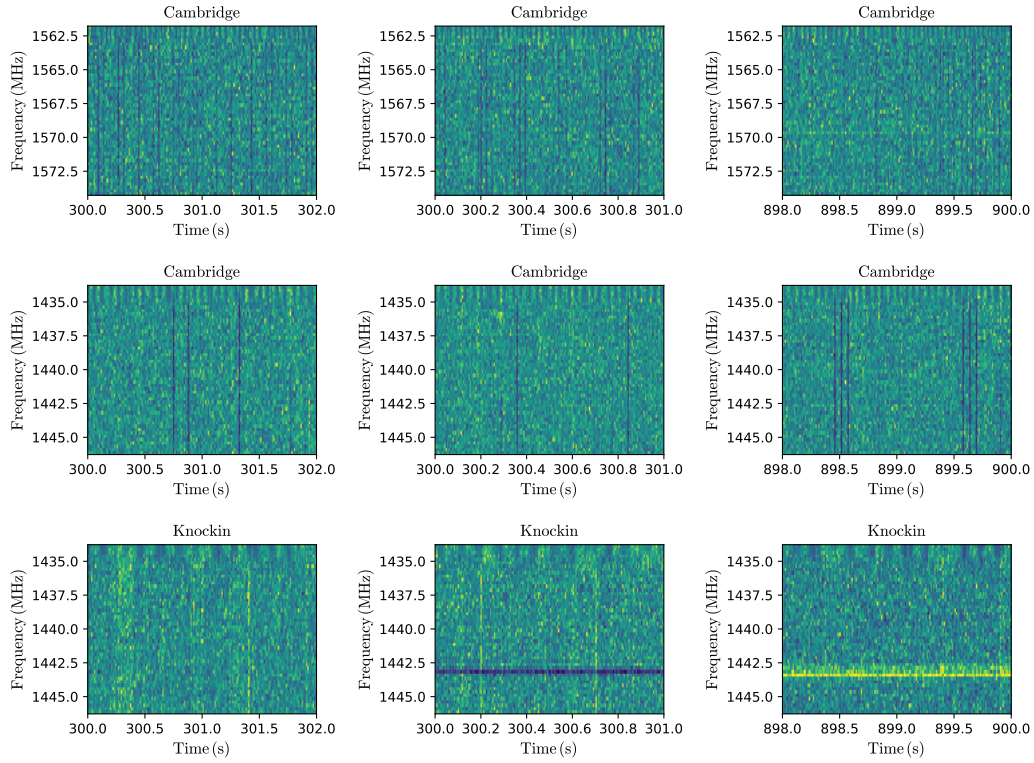 Cambridge Cambridge Cambridge
Frequency (MHz) 1562.5 1565.0 1567.5 1570.0 1572.5
300.0 300.5 301.0 301.5 302.0
Time (s)
Frequency (MHz) 1562.5 1565.0 1567.5 1570.0 1572.5
300.0 300.2 300.4 300.6 300.8 301.0
Time (s)
Frequency (MHz) 1562.5 1565.0 1567.5 1570.0 1572.5
898.0 898.5 899.0 899.5 900.0
Time (s)
Cambridge Cambridge Cambridge
Frequency (MHz) 1435.0 1437.5 1440.0 1442.5 1445.0
300.0 300.5 301.0 301.5 302.0
Time (s)
Frequency (MHz) 1435.0 1437.5 1440.0 1442.5 1445.0
300.0 300.2 300.4 300.6 300.8 301.0
Time (s)
Frequency (MHz) 1435.0 1437.5 1440.0 1442.5 1445.0
898.0 898.5 899.0 899.5 900.0
Time (s)
Knockin Knockin Knockin
Frequency (MHz) 1435.0 1437.5 1440.0 1442.5 1445.0
300.0 300.5 301.0 301.5 302.0
Time (s)
Frequency (MHz) 1435.0 1437.5 1440.0 1442.5 1445.0
300.0 300.2 300.4 300.6 300.8 301.0
Time (s)
Frequency (MHz) 1435.0 1437.5 1440.0 1442.5 1445.0
898.0 898.5 899.0 899.5 900.0
Time (s)